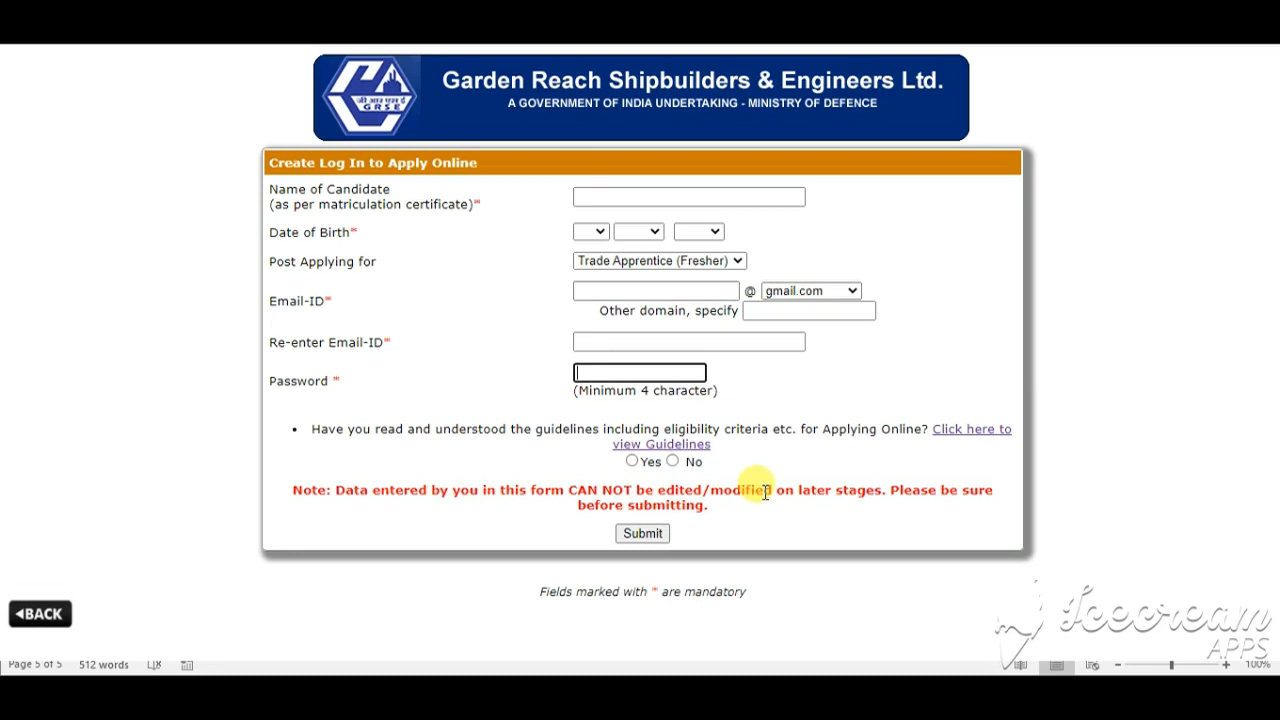 Garden Reach Shipbuilders & Engineers Ltd.
A GOVERNMENT OF INDIA UNDERTAKING - MINISTRY OF DEFENCE
जी आर एस ई
GRSE
Create Log In to Apply Online
Name of Candidate
(as per matriculation certificate)*
Date of Birth*
Post Applying for
Trade Apprentice (Fresher)
Email-ID*
@ gmail.com
Other domain, specify
Re-enter Email-ID*
Password *
(Minimum 4 character)
• Have you read and understood the guidelines including eligibility criteria etc. for Applying Online? Click here to
view Guidelines
Yes No
Note: Data entered by you in this form CAN NOT be edited/modified on later stages. Please be sure
before submitting.
Submit
Fields marked with * are mandatory
BACK
Icecream
APPS
Page 5 of 5 512 words
- + 100%